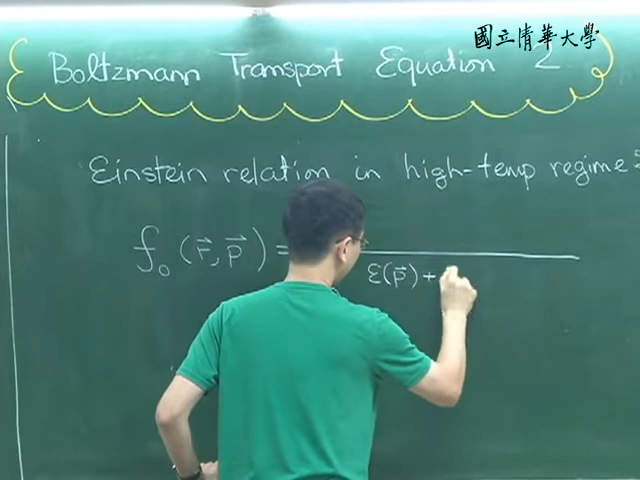 國立清華大學
Boltzmann Transport Equation 2
Einstein relation in high-temp regime
f₀(r⃗, p⃗) =
ε(p⃗) +